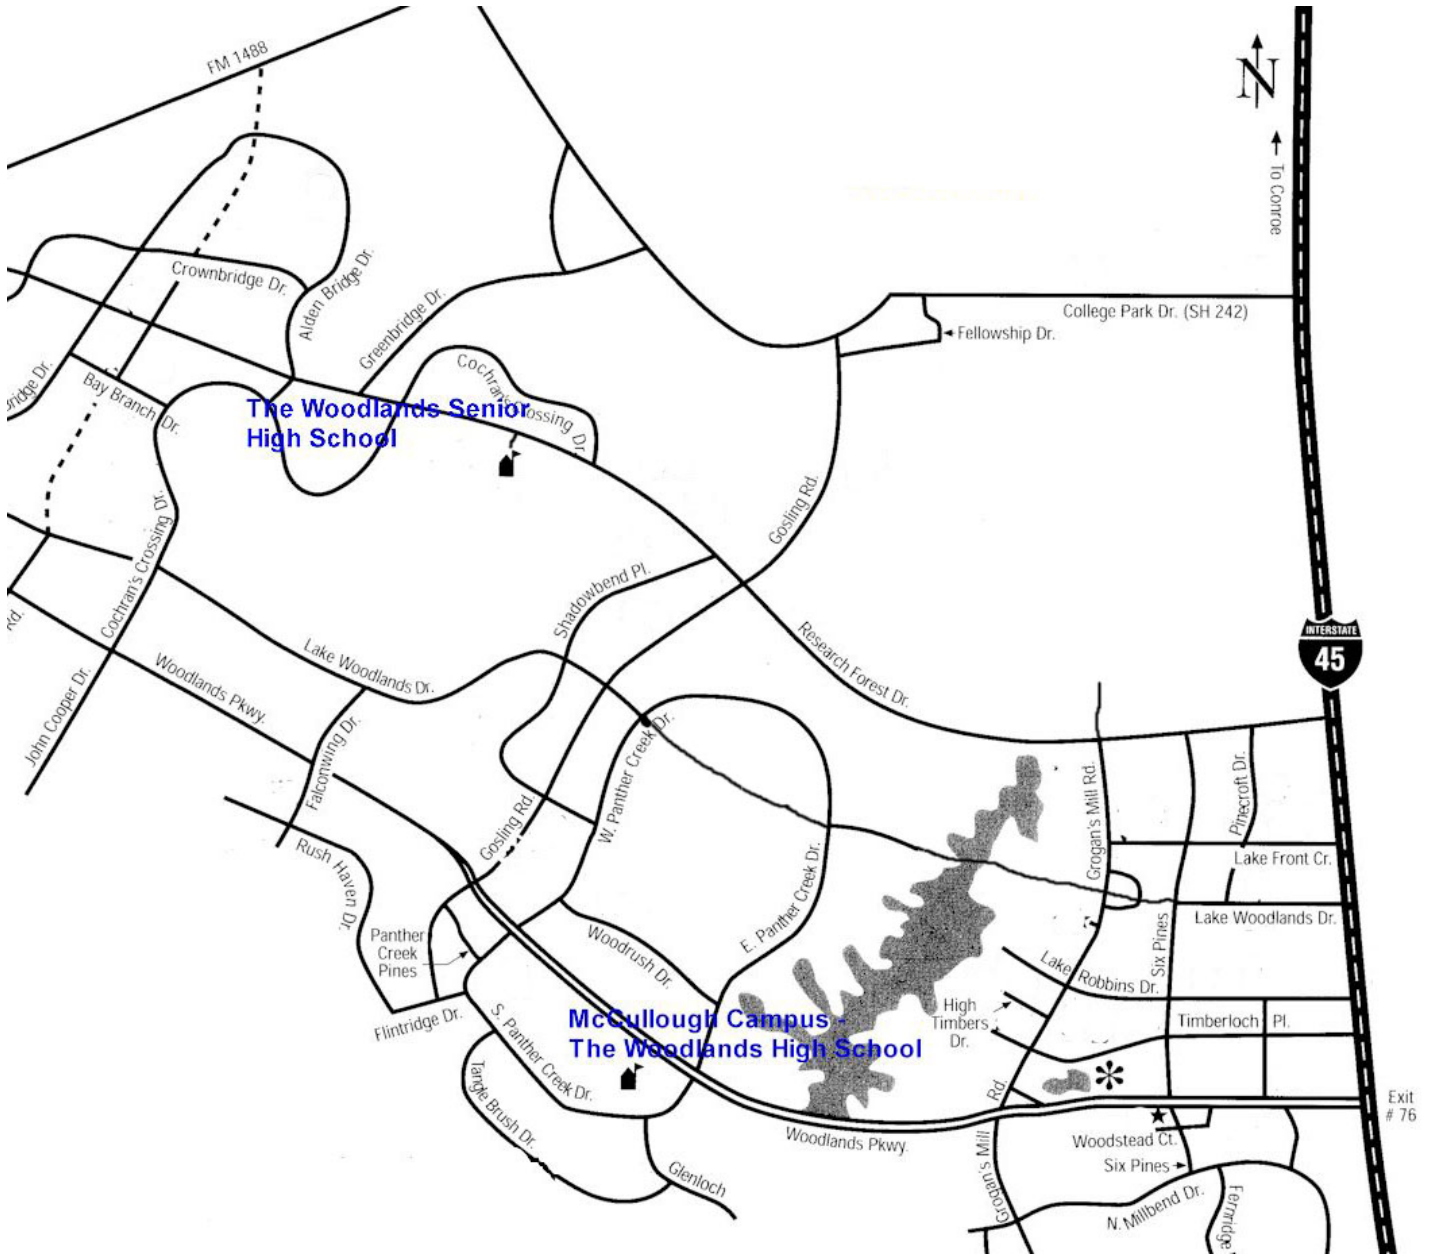 FM 1488
N
To Conroe
Crownbridge Dr.
Alden Bridge Dr.
Greenbridge Dr.
College Park Dr. (SH 242)
Fellowship Dr.
Bay Branch Dr.
Cochran's Crossing Dr.
The Woodlands Senior
High School
Gosling Rd.
Cochran's Crossing Dr.
Shadowbend Pl.
Rd.
Research Forest Dr.
INTERSTATE
45
Lake Woodlands Dr.
Woodlands Pkwy.
John Cooper Dr.
Falconwing Dr.
W. Panther Creek Dr.
Grogan's Mill Rd.
Pinecroft Dr.
Gosling Rd.
Rush Haven Dr.
Lake Front Cr.
E. Panther Creek Dr.
Lake Woodlands Dr.
Six Pines
Panther
Creek
Pines
Woodrush Dr.
Lake Robbins Dr.
High
Timbers
Dr.
Flintridge Dr.
S. Panther Creek Dr.
McCullough Campus -
The Woodlands High School
Timberloch Pl.
Tangle Brush Dr.
Rd.
Exit
# 76
Woodlands Pkwy.
Grogan's Mill
Woodstead Ct.
Six Pines
Glenloch
N. Millbend Dr.
Fernridge